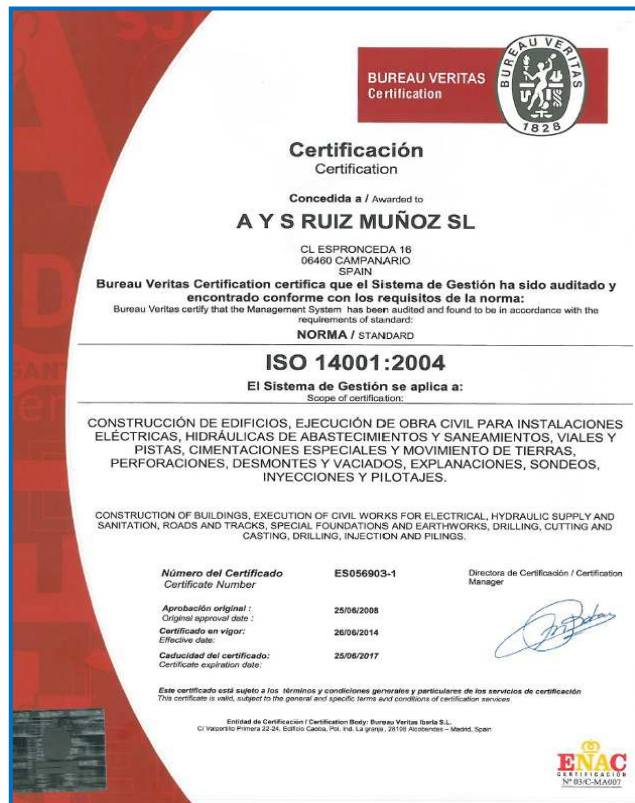 BUREAU VERITAS
Certification
BUREAU VERITAS
1828
Certificación
Certification
Concedida a / Awarded to
A Y S RUIZ MUÑOZ SL
CL ESPRONCEDA 16
06460 CAMPANARIO
SPAIN
Bureau Veritas Certification certifica que el Sistema de Gestión ha sido auditado y
encontrado conforme con los requisitos de la norma:
Bureau Veritas certify that the Management System has been audited and found to be in accordance with the
requirements of standard:
NORMA / STANDARD
ISO 14001:2004
El Sistema de Gestión se aplica a:
Scope of certification:
CONSTRUCCIÓN DE EDIFICIOS, EJECUCIÓN DE OBRA CIVIL PARA INSTALACIONES
ELÉCTRICAS, HIDRÁULICAS DE ABASTECIMIENTOS Y SANEAMIENTOS, VIALES Y
PISTAS, CIMENTACIONES ESPECIALES Y MOVIMIENTO DE TIERRAS,
PERFORACIONES, DESMONTES Y VACIADOS, EXPLANACIONES, SONDEOS,
INYECCIONES Y PILOTAJES.
CONSTRUCTION OF BUILDINGS, EXECUTION OF CIVIL WORKS FOR ELECTRICAL, HYDRAULIC SUPPLY AND
SANITATION, ROADS AND TRACKS, SPECIAL FOUNDATIONS AND EARTHWORKS, DRILLING, CUTTING AND
CASTING, DRILLING, INJECTION AND PILINGS.
Número del Certificado ES056903-1 Directora de Certificación / Certification
Certificate Number Manager
Aprobación original : 25/06/2008
Original approval date :
Certificado en vigor: 26/06/2014
Effective date:
Caducidad del certificado: 25/06/2017
Certificate expiration date:
Este certificado está sujeto a los términos y condiciones generales y particulares de los servicios de certificación
This certificate is valid, subject to the general and specific terms and conditions of certification services
Entidad de Certificación / Certification Body: Bureau Veritas Iberia S.L.
C/ Valportillo Primera 22-24, Edificio Caoba, Pol. Ind. La granja, 28108 Alcobendas – Madrid, Spain
ENAC
CERTIFICACIÓN
Nº 03/C-MA007